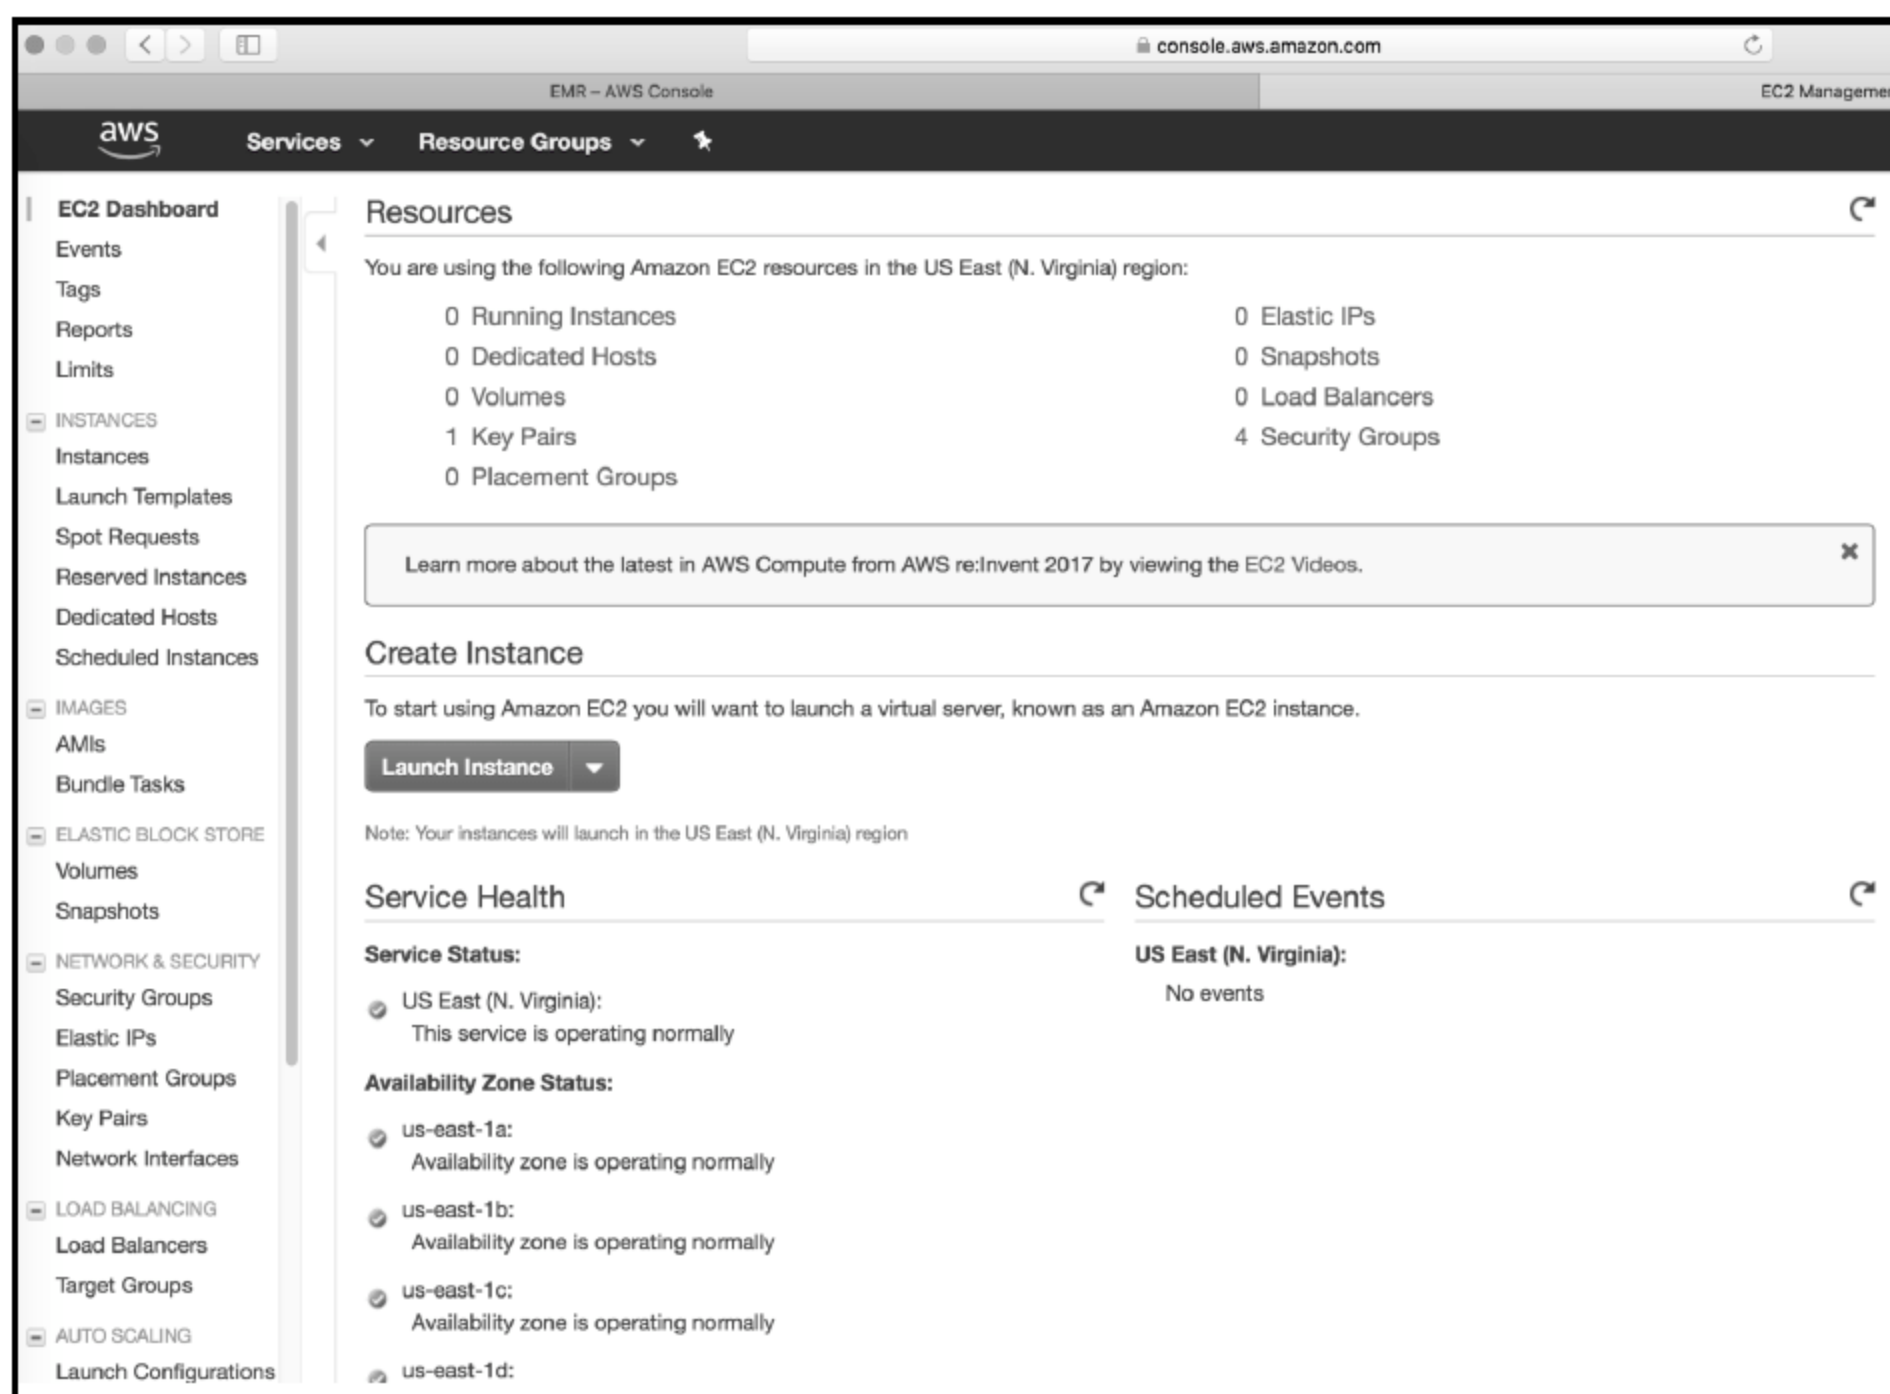 console.aws.amazon.com
EMR – AWS Console
EC2 Manageme
aws
Services
Resource Groups
EC2 Dashboard
Events
Tags
Reports
Limits
INSTANCES
Instances
Launch Templates
Spot Requests
Reserved Instances
Dedicated Hosts
Scheduled Instances
IMAGES
AMIs
Bundle Tasks
ELASTIC BLOCK STORE
Volumes
Snapshots
NETWORK & SECURITY
Security Groups
Elastic IPs
Placement Groups
Key Pairs
Network Interfaces
LOAD BALANCING
Load Balancers
Target Groups
AUTO SCALING
Launch Configurations
Resources
You are using the following Amazon EC2 resources in the US East (N. Virginia) region:
0 Running Instances
0 Dedicated Hosts
0 Volumes
1 Key Pairs
0 Placement Groups
0 Elastic IPs
0 Snapshots
0 Load Balancers
4 Security Groups
Learn more about the latest in AWS Compute from AWS re:Invent 2017 by viewing the EC2 Videos.
Create Instance
To start using Amazon EC2 you will want to launch a virtual server, known as an Amazon EC2 instance.
Launch Instance
Note: Your instances will launch in the US East (N. Virginia) region
Service Health
Service Status:
US East (N. Virginia):
This service is operating normally
Availability Zone Status:
us-east-1a:
Availability zone is operating normally
us-east-1b:
Availability zone is operating normally
us-east-1c:
Availability zone is operating normally
us-east-1d:
Scheduled Events
US East (N. Virginia):
No events